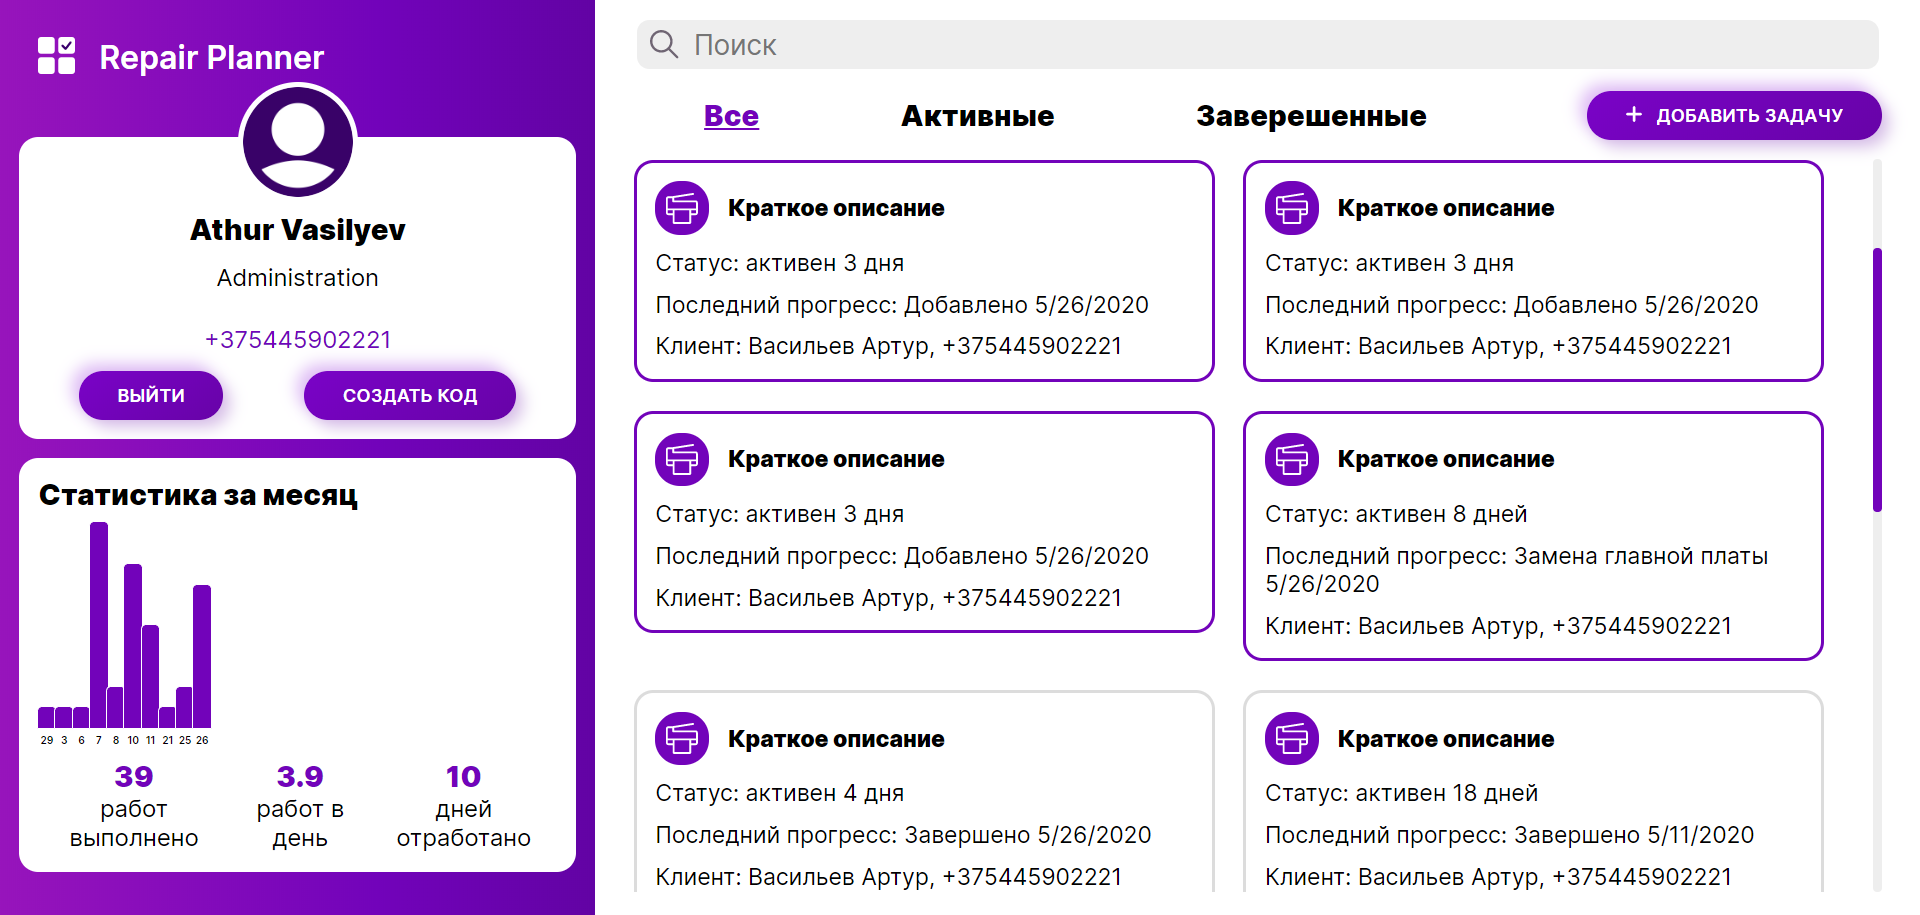 Repair Planner
Athur Vasilyev
Administration
+375445902221
ВЫЙТИ
СОЗДАТЬ КОД
Статистика за месяц
29 3 6 7 8 10 11 21 25 26
39
работ
выполнено
3.9
работ в
день
10
дней
отработано
Поиск
Все
Активные
Заверешенные
+ ДОБАВИТЬ ЗАДАЧУ
Краткое описание
Статус: активен 3 дня
Последний прогресс: Добавлено 5/26/2020
Клиент: Васильев Артур, +375445902221
Краткое описание
Статус: активен 3 дня
Последний прогресс: Добавлено 5/26/2020
Клиент: Васильев Артур, +375445902221
Краткое описание
Статус: активен 3 дня
Последний прогресс: Добавлено 5/26/2020
Клиент: Васильев Артур, +375445902221
Краткое описание
Статус: активен 8 дней
Последний прогресс: Замена главной платы
5/26/2020
Клиент: Васильев Артур, +375445902221
Краткое описание
Статус: активен 4 дня
Последний прогресс: Завершено 5/26/2020
Клиент: Васильев Артур, +375445902221
Краткое описание
Статус: активен 18 дней
Последний прогресс: Завершено 5/11/2020
Клиент: Васильев Артур, +375445902221